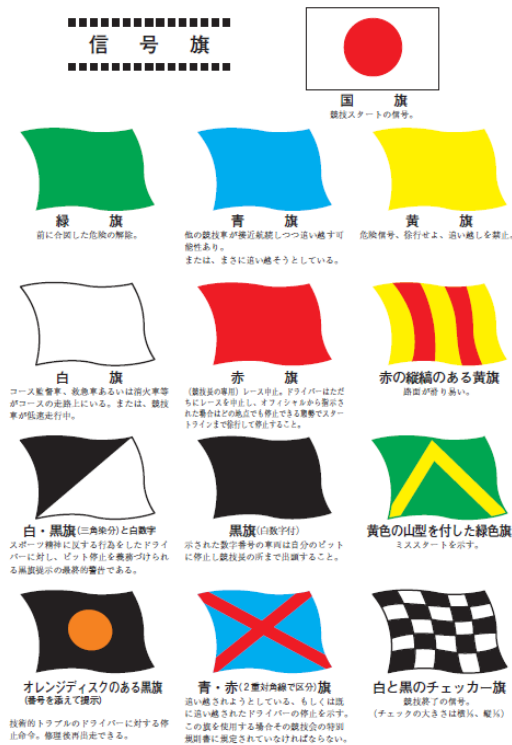 信号旗
国旗
競技スタートの信号。
緑旗
前に合図した危険の解除。
青旗
他の競技車が接近航続しつつ追い越す可
能性あり。
または、まさに追い越そうとしている。
黄旗
危険信号、徐行せよ、追い越しを禁止。
白旗
コース監督車、救急車あるいは消火車等
がコースの走路上にいる。または、競技
車が低速走行中。
赤旗
(競技長の専用)レース中止。ドライバーはただ
ちにレースを中止し、オフィシャルから指示され
た場合はどの地点でも停止できる態勢でスター
トラインまで徐行して停止すること。
赤の縦縞のある黄旗
路面が滑り易い。
白・黒旗(三角染分)と白数字
スポーツ精神に反する行為をしたドライ
バーに対し、ピット停止を義務づけられ
る黒旗提示の最終的警告である。
黒旗(白数字付)
示された数字番号の車両は自分のピット
に停止し競技長の所まで出頭すること。
黄色の山型を付した緑色旗
ミススタートを示す。
オレンジディスクのある黒旗
(番号を添えて提示)
技術的トラブルのドライバーに対する停
止命令。修理後再出走できる。
青・赤(2重対角線で区分)旗
追い越されようとしている、もしくは既
に追い越されたドライバーの停止を示す。
この旗を使用する場合その競技会の特別
規則書に規定されていなければならない。
白と黒のチェッカー旗
競技終了の信号。